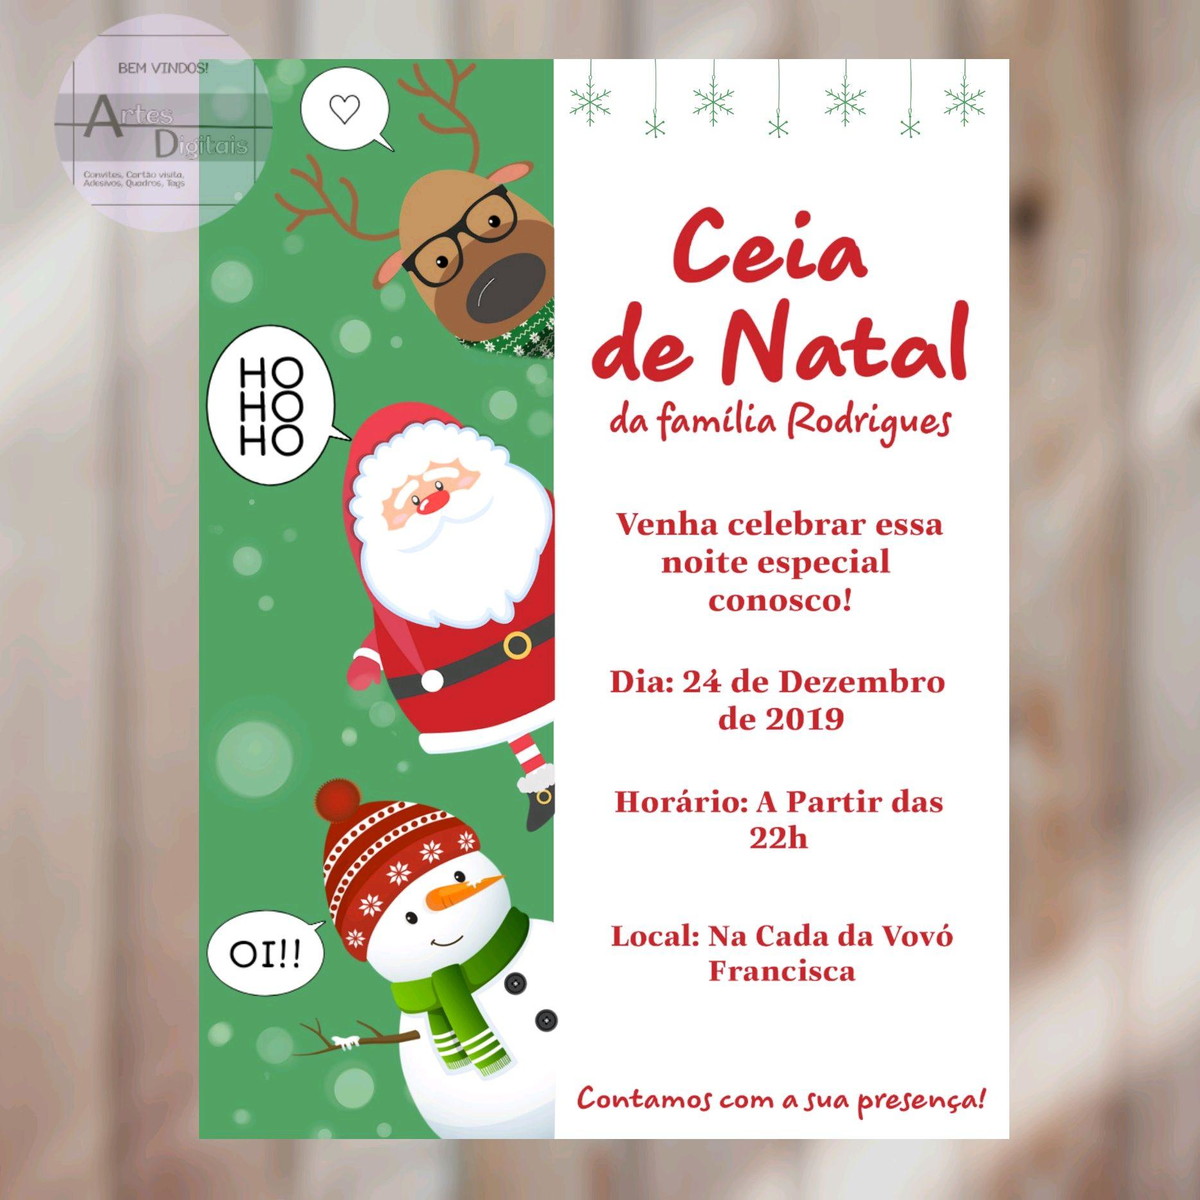 BEM VINDOS!
Artes
Digitais
Convites, Cartão visita,
Adesivos, Quadros, Tags
HO
HO
HO
OI!!
Ceia
de Natal
da família Rodrigues
Venha celebrar essa
noite especial
conosco!
Dia: 24 de Dezembro
de 2019
Horário: A Partir das
22h
Local: Na Cada da Vovó
Francisca
Contamos com a sua presença!